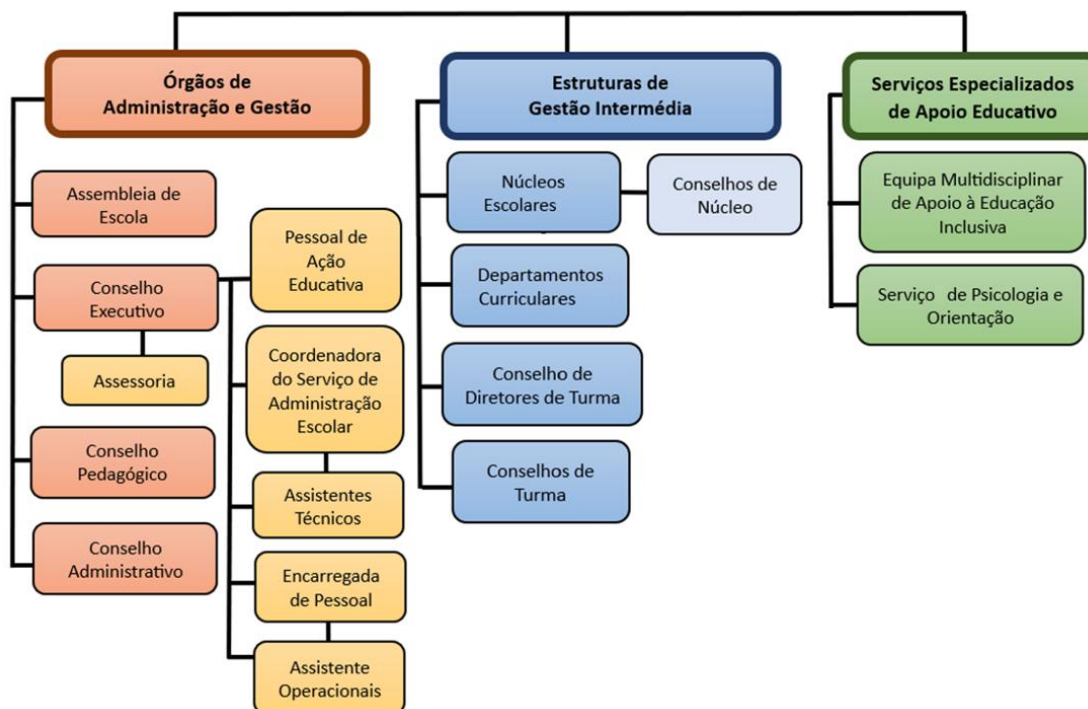 Órgãos de
Administração e Gestão
Assembleia de
Escola
Conselho
Executivo
Assessoria
Conselho
Pedagógico
Conselho
Administrativo
Pessoal de
Ação
Educativa
Coordenadora
do Serviço de
Administração
Escolar
Assistentes
Técnicos
Encarregada
de Pessoal
Assistente
Operacionais
Estruturas de
Gestão Intermédia
Núcleos
Escolares
Conselhos de
Núcleo
Departamentos
Curriculares
Conselho de
Diretores de Turma
Conselhos de
Turma
Serviços Especializados
de Apoio Educativo
Equipa Multidisciplinar
de Apoio à Educação
Inclusiva
Serviço de Psicologia e
Orientação